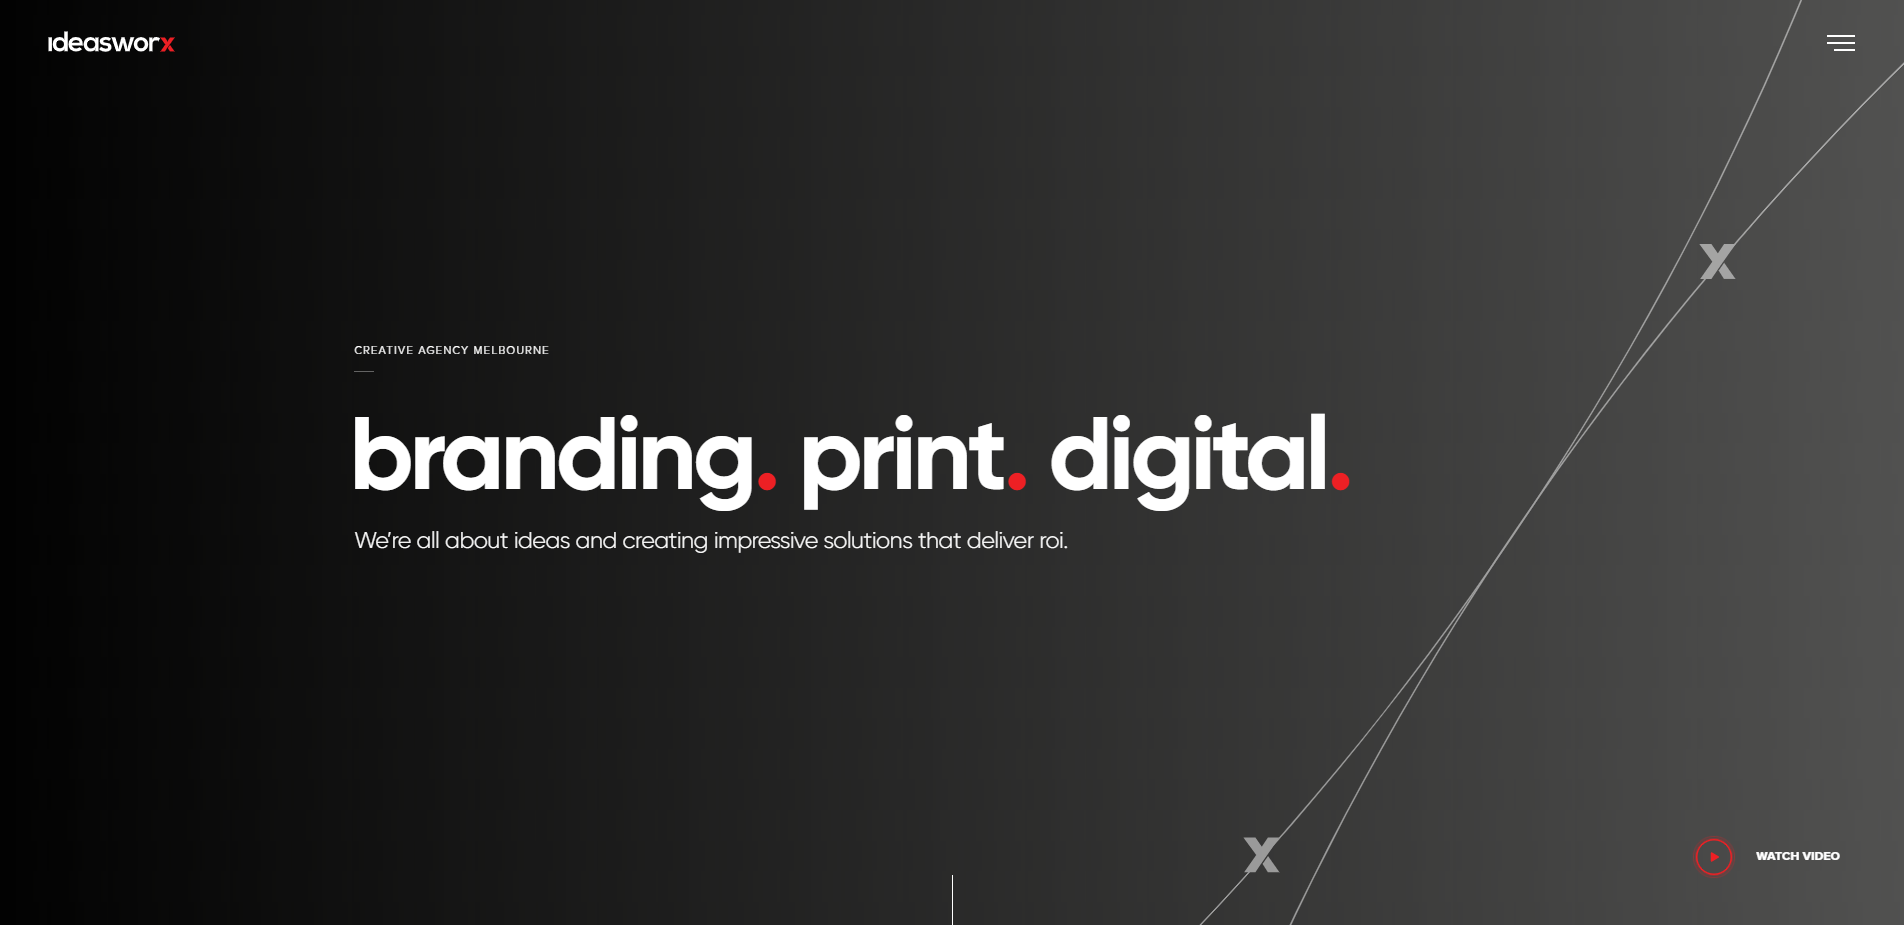 ideasworx
CREATIVE AGENCY MELBOURNE
branding. print. digital.
We’re all about ideas and creating impressive solutions that deliver roi.
x
x
WATCH VIDEO